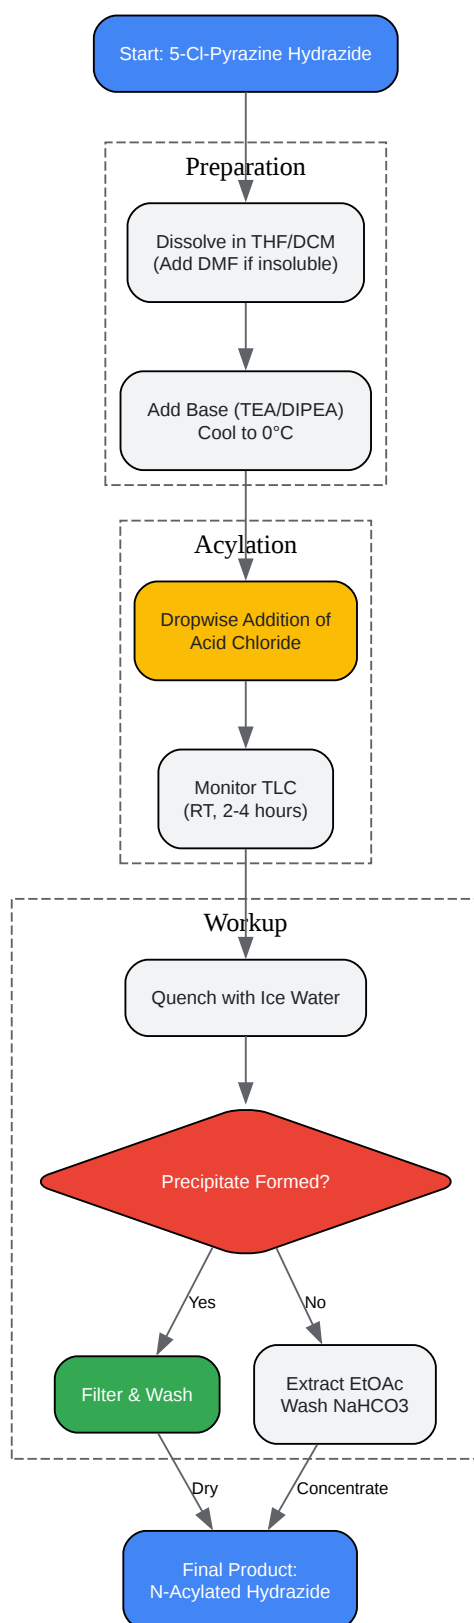 Start: 5-Cl-Pyrazine Hydrazide
Preparation
Dissolve in THF/DCM
(Add DMF if insoluble)
Add Base (TEA/DIPEA)
Cool to 0°C
Acylation
Dropwise Addition of
Acid Chloride
Monitor TLC
(RT, 2-4 hours)
Workup
Quench with Ice Water
Precipitate Formed?
Yes
No
Filter & Wash
Extract EtOAc
Wash NaHCO3
Dry
Concentrate
Final Product:
N-Acylated Hydrazide